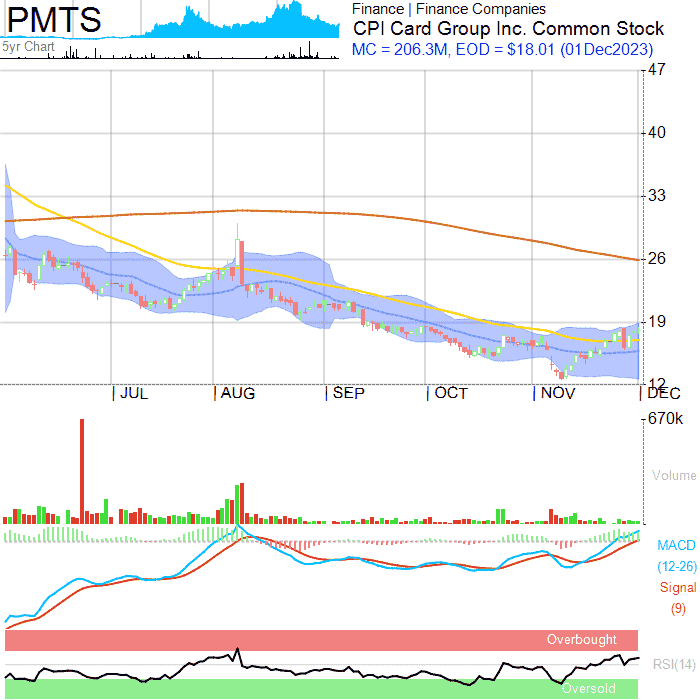 PMTS
5yr Chart
Finance | Finance Companies
CPI Card Group Inc. Common Stock
MC = 206.3M, EOD = $18.01 (01Dec2023)
47
40
33
26
19
12
JUL
AUG
SEP
OCT
NOV
DEC
670k
Volume
MACD
(12-26)
Signal
(9)
Overbought
RSI(14)
Oversold